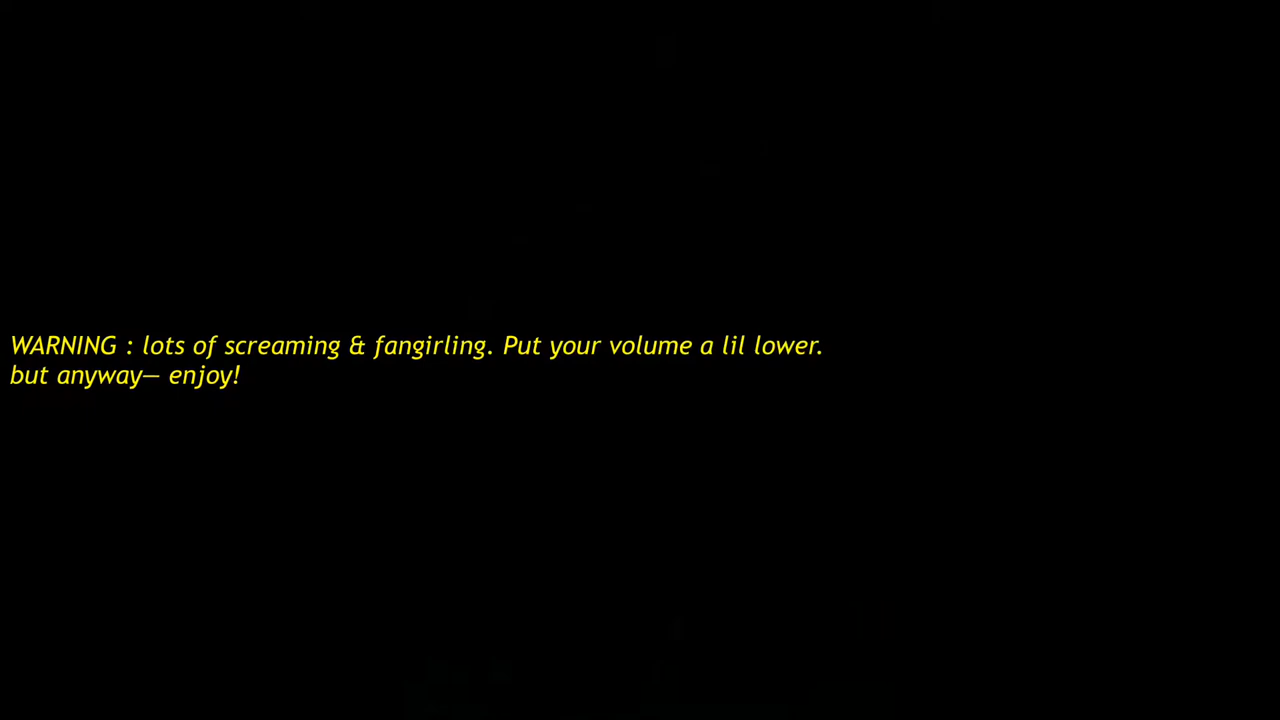 WARNING : lots of screaming & fangirling. Put your volume a lil lower.
but anyway— enjoy!